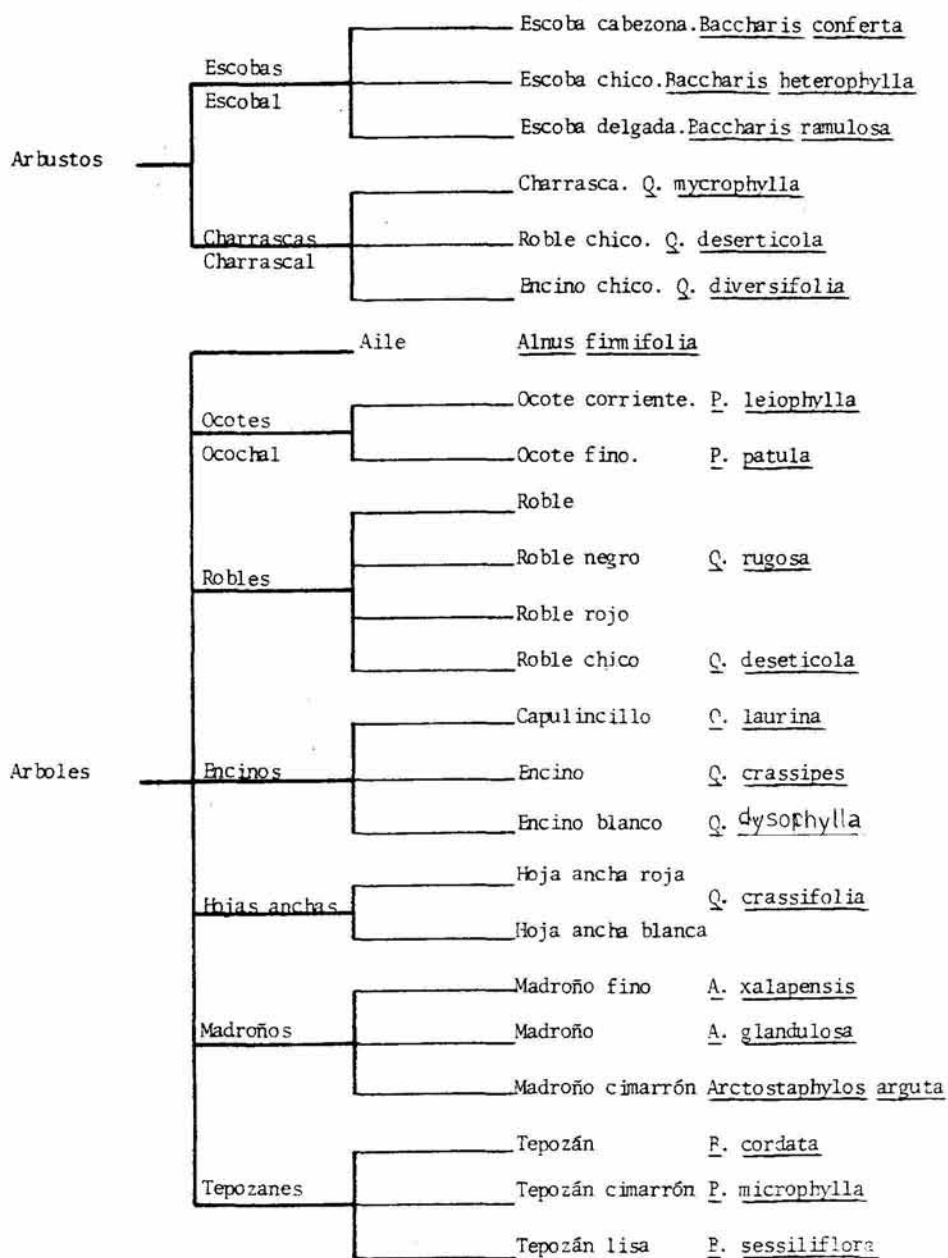 Escoba cabezona. Baccharis conferta
Escobas
Escobal
Escoba chico. Baccharis heterophylla
Escoba delgada. Baccharis ramulosa
Arbustos
Charrasca. Q. mycrophylla
Charrascas
Charrascal
Roble chico. Q. deserticola
Encino chico. Q. diversifolia
Aile Alnus firmifolia
Ocote corriente. P. leiophylla
Ocotes
Ocochal
Ocote fino. P. patula
Roble
Roble negro Q. rugosa
Robles
Roble rojo
Roble chico Q. deseticola
Capulincillo Q. laurina
Arboles
Encinos
Encino Q. crassipes
Encino blanco Q. dysophylla
Hoja ancha roja
Q. crassifolia
Hojas anchas
Hoja ancha blanca
Madroño fino A. xalapensis
Madroños
Madroño A. glandulosa
Madroño cimarrón Arctostaphylos arguta
Tepozán B. cordata
Tepozanes
Tepozán cimarrón P. microphylla
Tepozán lisa B. sessiliflora